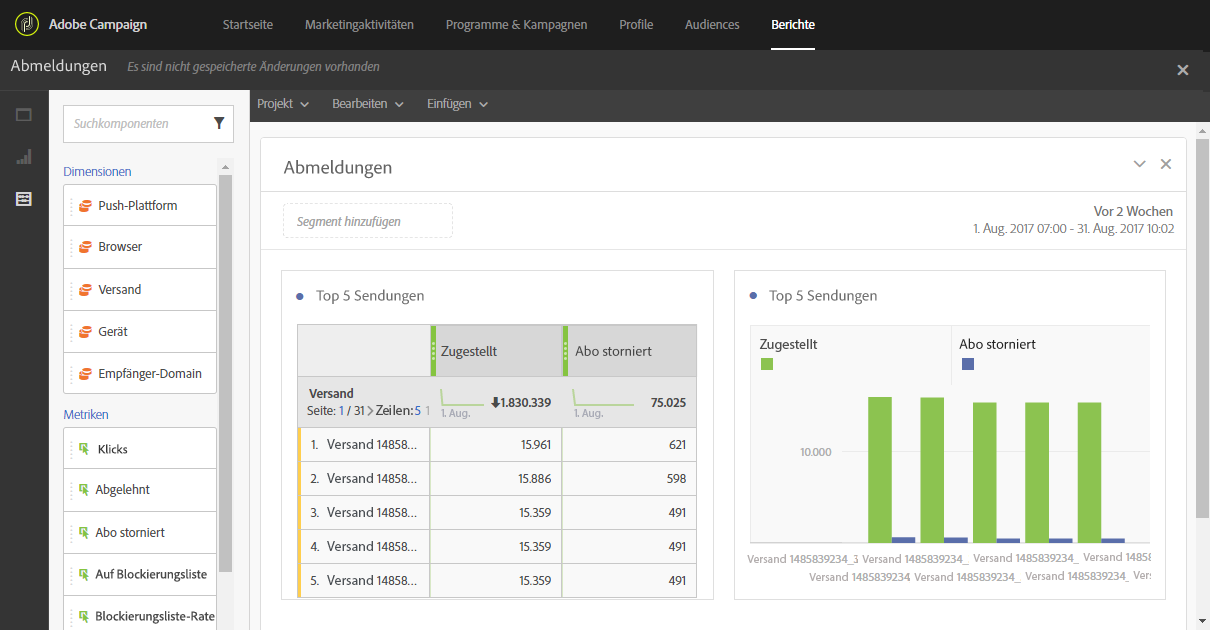 Adobe Campaign
Startseite
Marketingaktivitäten
Programme & Kampagnen
Profile
Audiences
Berichte
Abmeldungen
Es sind nicht gespeicherte Änderungen vorhanden
Projekt
Bearbeiten
Einfügen
Suchkomponenten
Dimensionen
Push-Plattform
Browser
Versand
Gerät
Empfänger-Domain
Metriken
Klicks
Abgelehnt
Abo storniert
Auf Blockierungsliste
Blockierungsliste-Rate
Abmeldungen
Segment hinzufügen
Vor 2 Wochen
1. Aug. 2017 07:00 - 31. Aug. 2017 10:02
Top 5 Sendungen
Zugestellt
Abo storniert
Versand
Seite: 1 / 31 Zeilen: 5 1
1. Aug.
1.830.339
1. Aug.
75.025
1. Versand 14858... 15.961 621
2. Versand 14858... 15.886 598
3. Versand 14858... 15.359 491
4. Versand 14858... 15.359 491
5. Versand 14858... 15.359 491
Top 5 Sendungen
Zugestellt
Abo storniert
10.000
Versand 1485839234_3 Versand 1485839234_ Versand 1485839234_ Versand 14858
Versand 1485839234 Versand 1485839234_ Versand 1485839234_ Vers